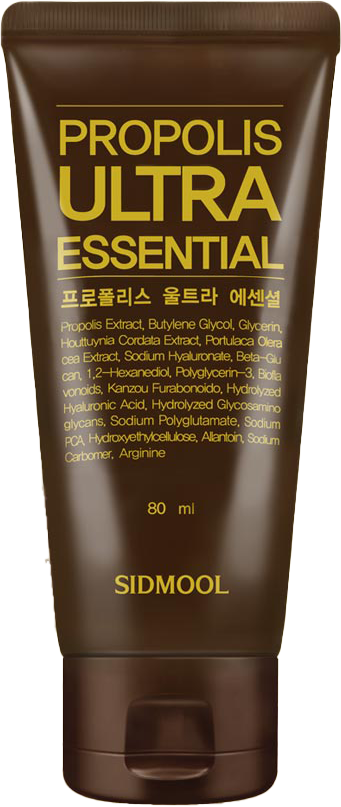 PROPOLIS
ULTRA
ESSENTIAL
프로폴리스 울트라 에센셜
Propolis Extract, Butylene Glycol, Glycerin,
Houttuynia Cordata Extract, Portulaca Olera
cea Extract, Sodium Hyaluronate, Beta-Glu
can, 1,2-Hexanediol, Polyglycerin-3, Biofla
vonoids, Kanzou Furabonoido, Hydrolyzed
Hyaluronic Acid, Hydrolyzed Glycosamino
glycans, Sodium Polyglutamate, Sodium
PCA, Hydroxyethylcellulose, Allantoin, Sodium
Carbomer, Arginine
80 ml
SIDMOOL